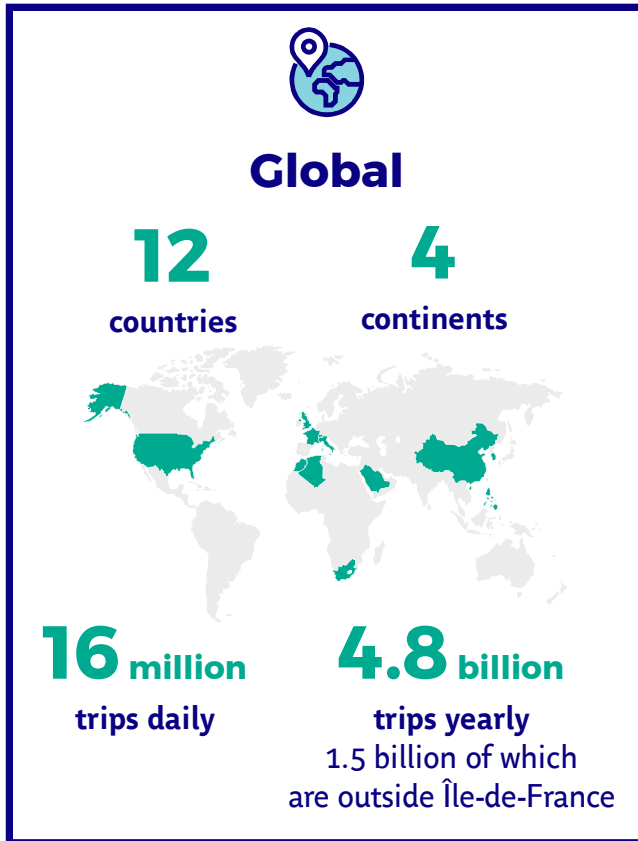 Global
12
countries
4
continents
16 million
trips daily
4.8 billion
trips yearly
1.5 billion of which
are outside Île-de-France